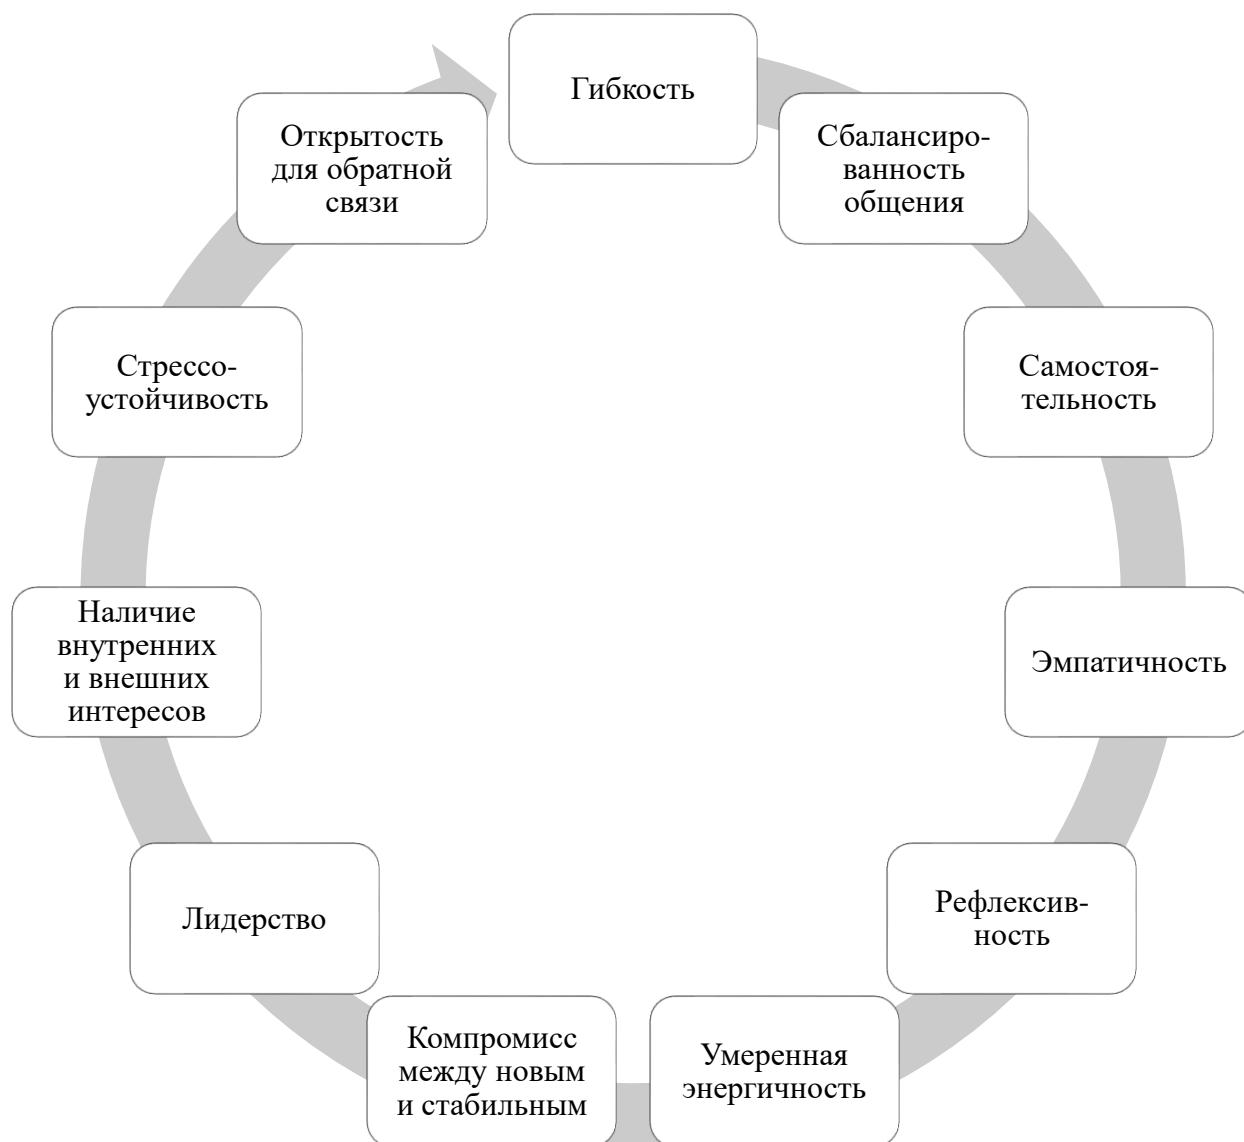 Гибкость
Сбалансиро-
ванность
общения
Самостоя-
тельность
Эмпатичность
Рефлексив-
ность
Умеренная
энергичность
Компромисс
между новым
и стабильным
Лидерство
Наличие
внутренних
и внешних
интересов
Стрессо-
устойчивость
Открытость
для обратной
связи